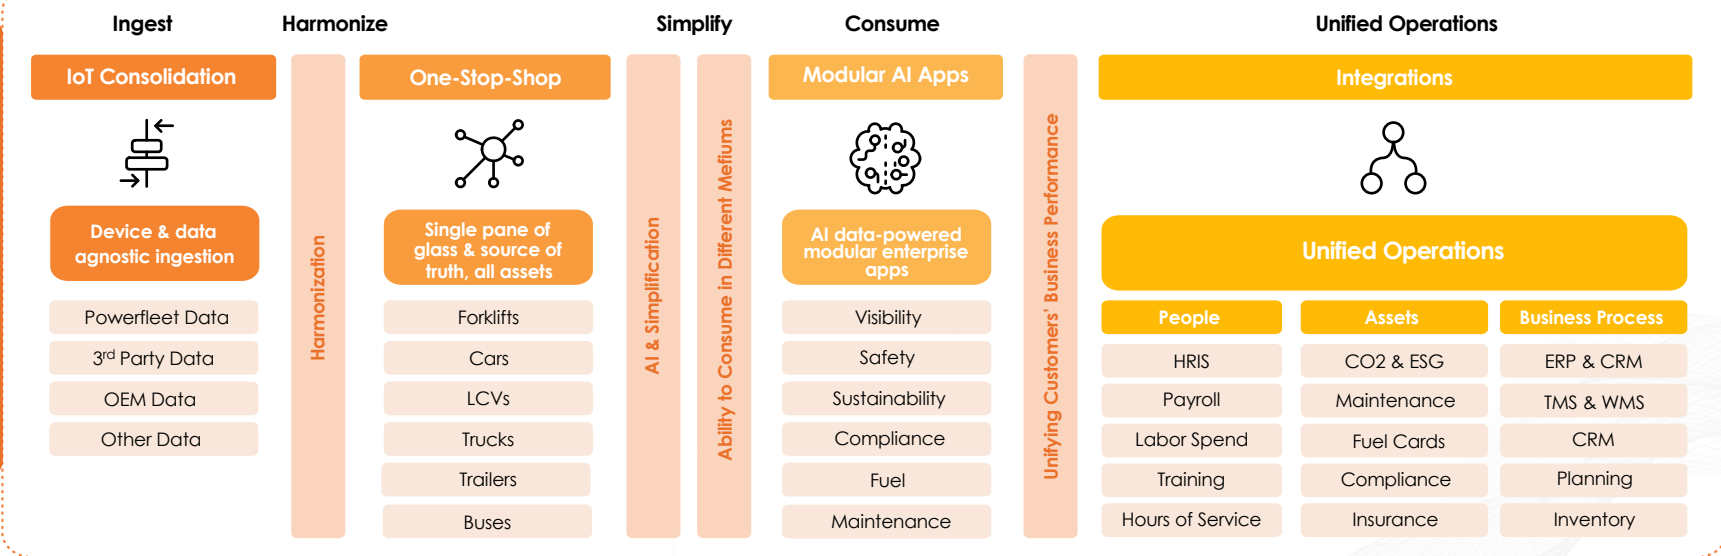 Ingest
Harmonize
Simplify
Consume
Unified Operations
IoT Consolidation
Device & data
agnostic ingestion
Powerfleet Data
3rd Party Data
OEM Data
Other Data
Harmonization
One-Stop-Shop
Single pane of
glass & source of
truth, all assets
Forklifts
Cars
LCVs
Trucks
Trailers
Buses
AI & Simplification
Ability to Consume in Different Mefiums
Modular AI Apps
AI data-powered
modular enterprise
apps
Visibility
Safety
Sustainability
Compliance
Fuel
Maintenance
Unifying Customers’ Business Performance
Integrations
Unified Operations
People
HRIS
Payroll
Labor Spend
Training
Hours of Service
Assets
CO2 & ESG
Maintenance
Fuel Cards
Compliance
Insurance
Business Process
ERP & CRM
TMS & WMS
CRM
Planning
Inventory